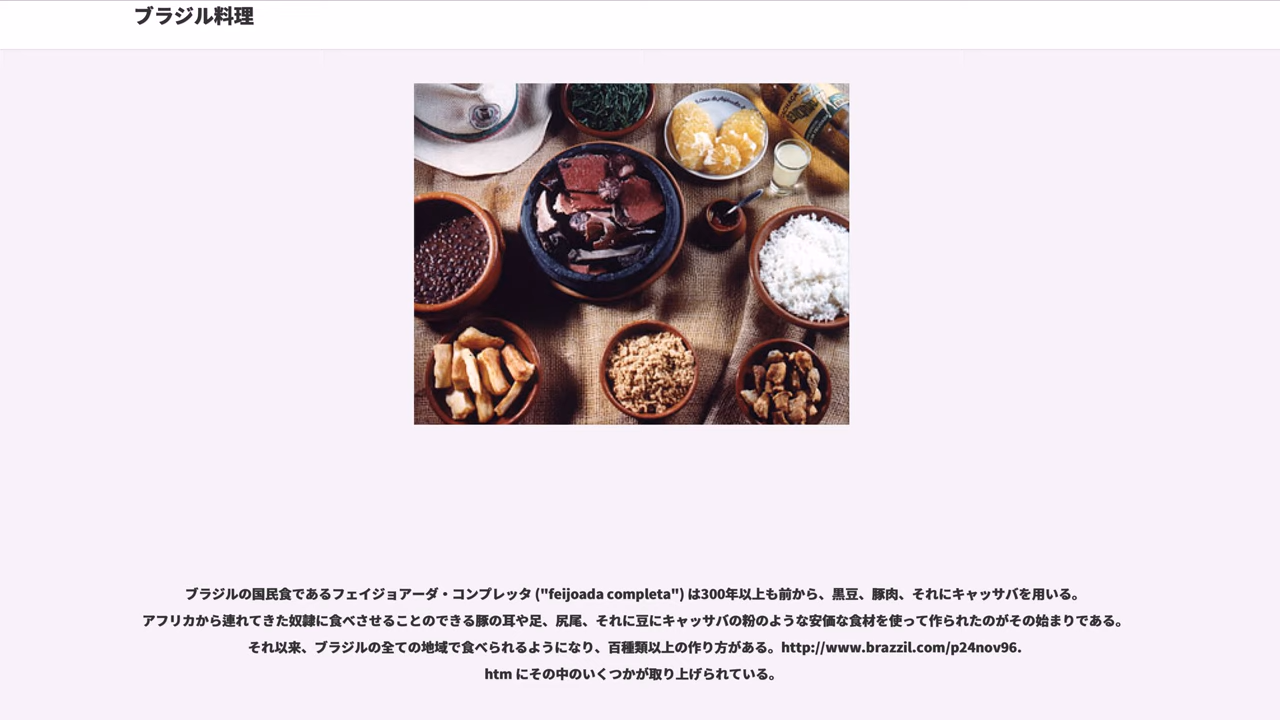 ブラジル料理
ブラジルの国民食であるフェイジョアーダ・コンプレッタ ("feijoada completa") は300年以上も前から、黒豆、豚肉、それにキャッサバを用いる。
アフリカから連れてきた奴隷に食べさせることのできる豚の耳や足、尻尾、それに豆にキャッサバの粉のような安価な食材を使って作られたのがその始まりである。
それ以来、ブラジルの全ての地域で食べられるようになり、百種類以上の作り方がある。http://www.brazzil.com/p24nov96.
htm にその中のいくつかが取り上げられている。